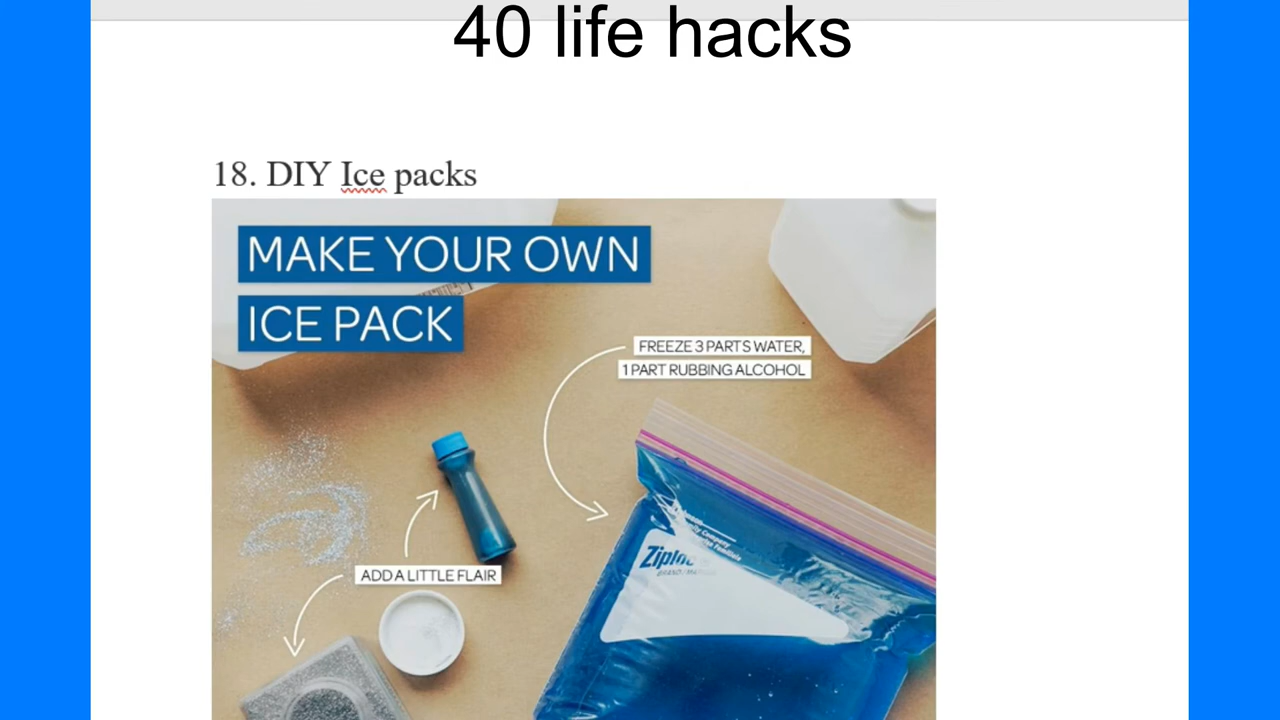 40 life hacks
18. DIY Ice packs
MAKE YOUR OWN
ICE PACK
FREEZE 3 PARTS WATER,
1 PART RUBBING ALCOHOL
ADD A LITTLE FLAIR
Ziploc